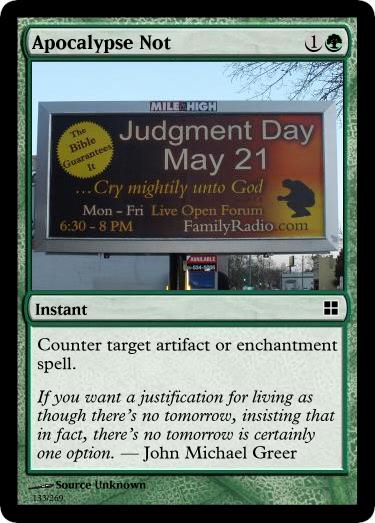 Apocalypse Not 1
MILE HIGH
The
Bible
Guarantees
It
Judgment Day
May 21
...Cry mightily unto God
Mon - Fri Live Open Forum
6:30 - 8 PM FamilyRadio.com
AVAILABLE
Instant
Counter target artifact or enchantment
spell.
If you want a justification for living as
though there's no tomorrow, insisting that
in fact, there's no tomorrow is certainly
one option. — John Michael Greer
Source Unknown
133/269